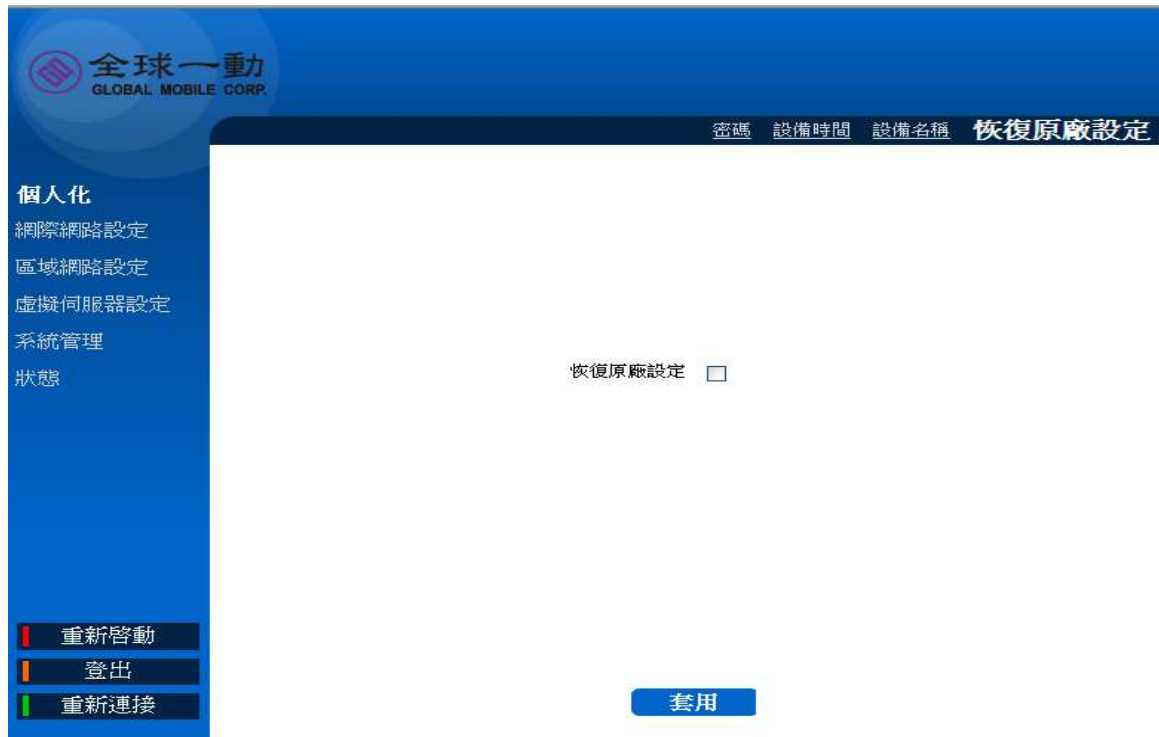 全球一動
GLOBAL MOBILE CORP.
密碼 設備時間 設備名稱 恢復原廠設定
個人化
網際網路設定
區域網路設定
虛擬伺服器設定
系統管理
狀態
恢復原廠設定
重新啓動
登出
重新連接
套用